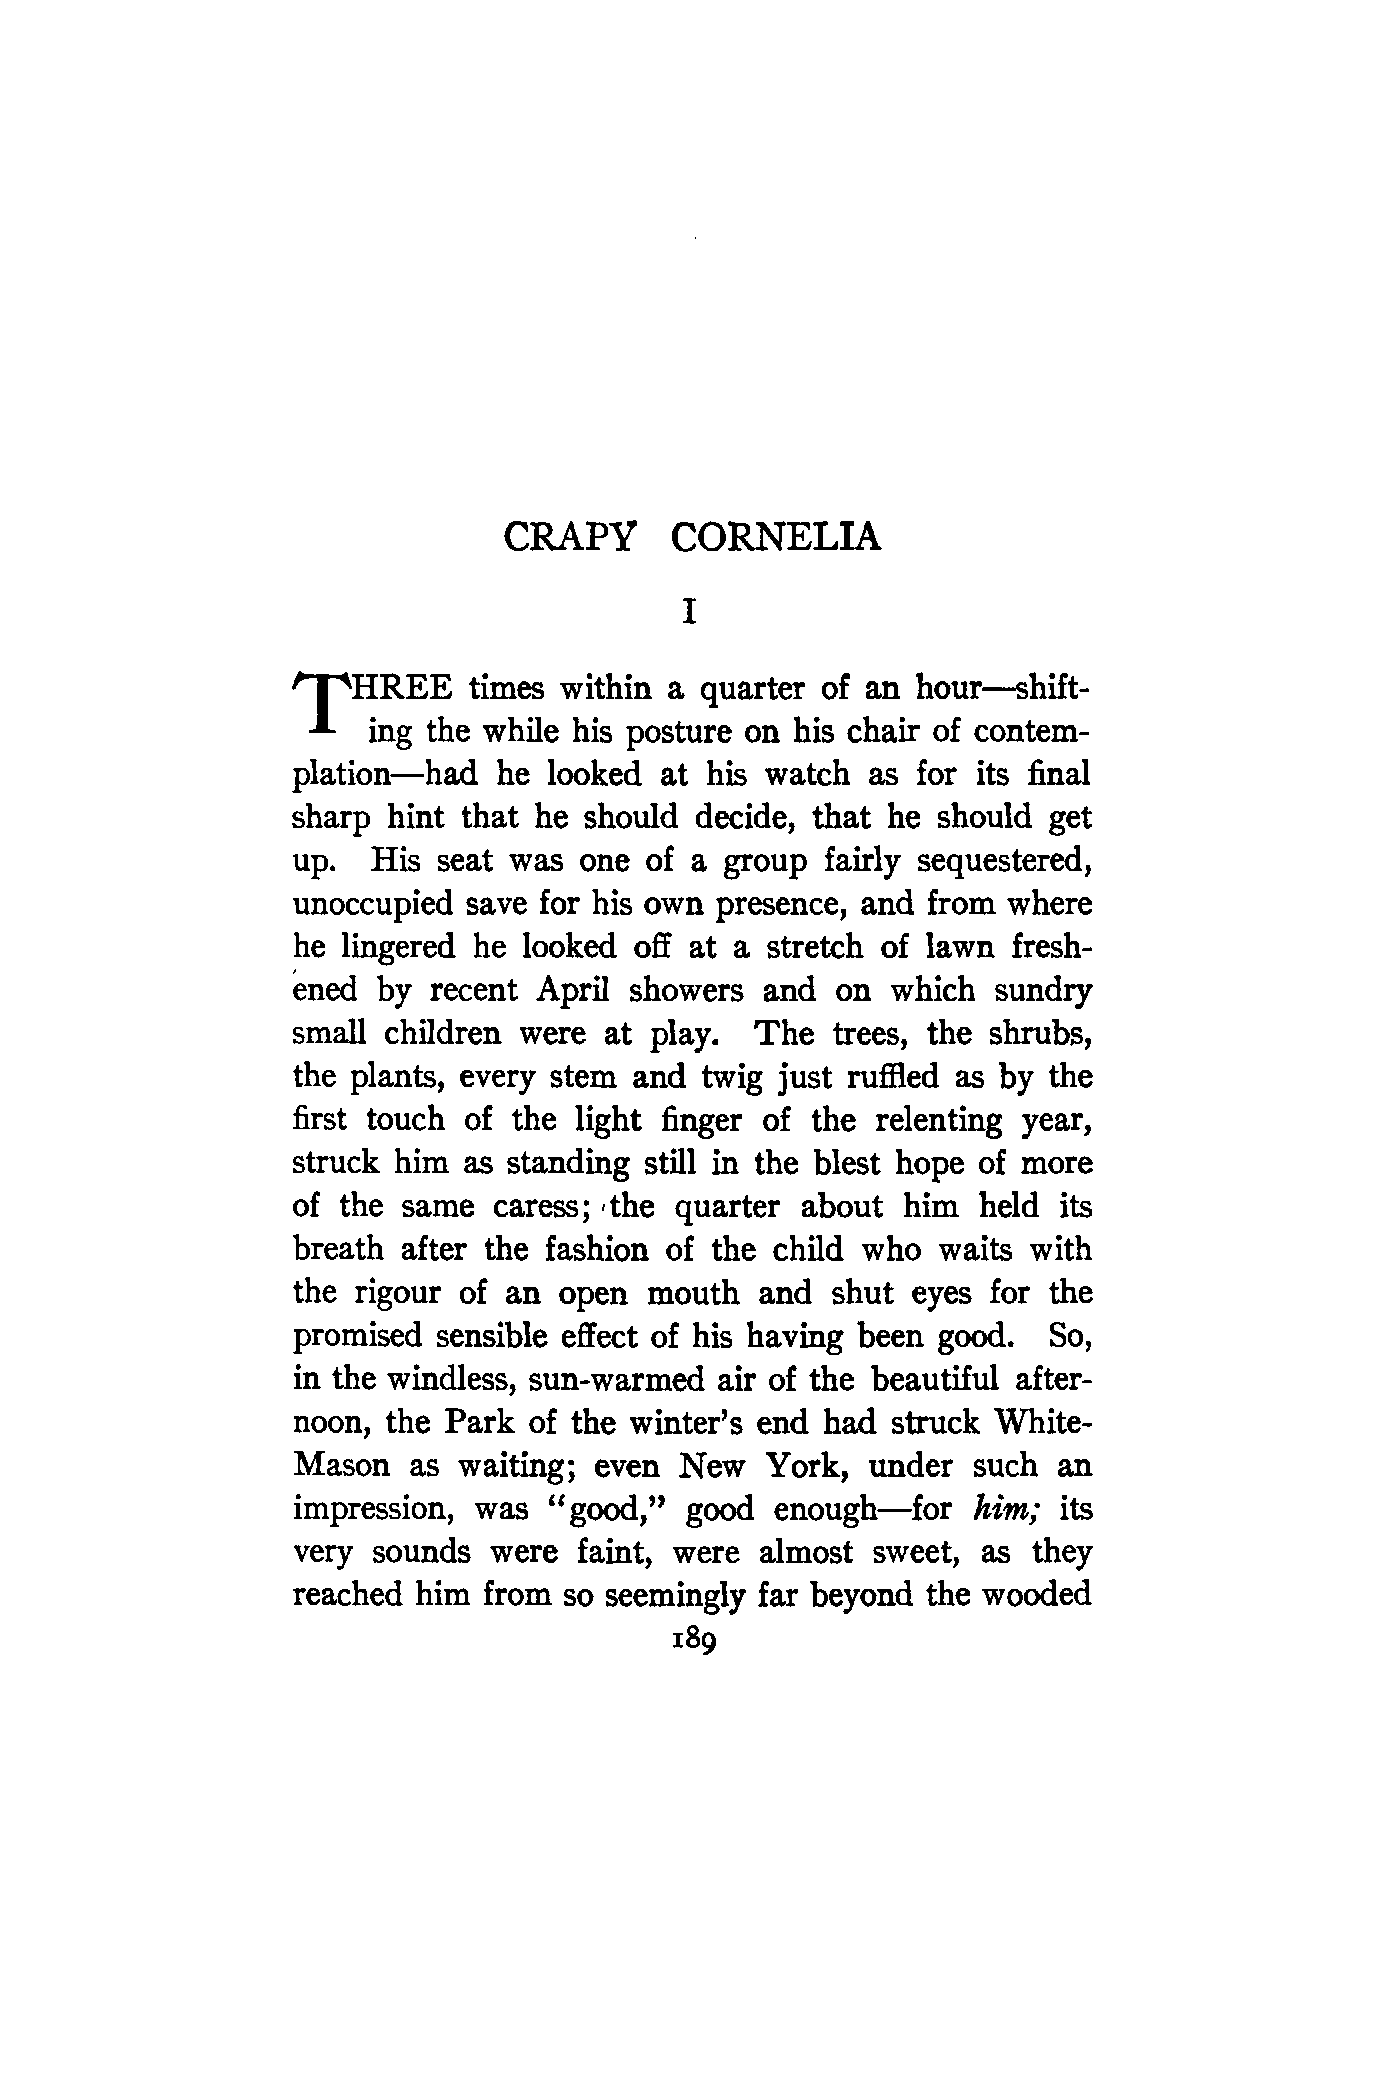 CRAPY CORNELIA
I
THREE times within a quarter of an hour—shift-
ing the while his posture on his chair of contem-
plation—had he looked at his watch as for its final
sharp hint that he should decide, that he should get
up. His seat was one of a group fairly sequestered,
unoccupied save for his own presence, and from where
he lingered he looked off at a stretch of lawn fresh-
ened by recent April showers and on which sundry
small children were at play. The trees, the shrubs,
the plants, every stem and twig just ruffled as by the
first touch of the light finger of the relenting year,
struck him as standing still in the blest hope of more
of the same caress; the quarter about him held its
breath after the fashion of the child who waits with
the rigour of an open mouth and shut eyes for the
promised sensible effect of his having been good. So,
in the windless, sun-warmed air of the beautiful after-
noon, the Park of the winter's end had struck White-
Mason as waiting; even New York, under such an
impression, was "good," good enough—for him; its
very sounds were faint, were almost sweet, as they
reached him from so seemingly far beyond the wooded
189